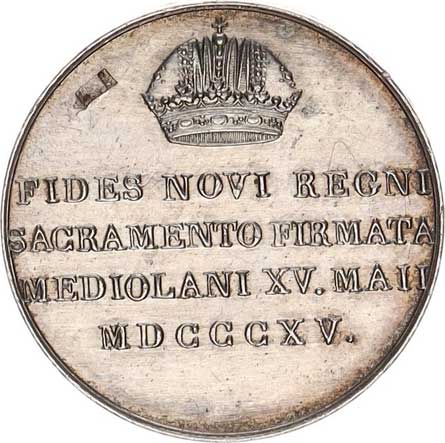 FIDES NOVI REGNI
SACRAMENTO FIRMATA
MEDIOLANI XV. MAII
MDCCCXV.